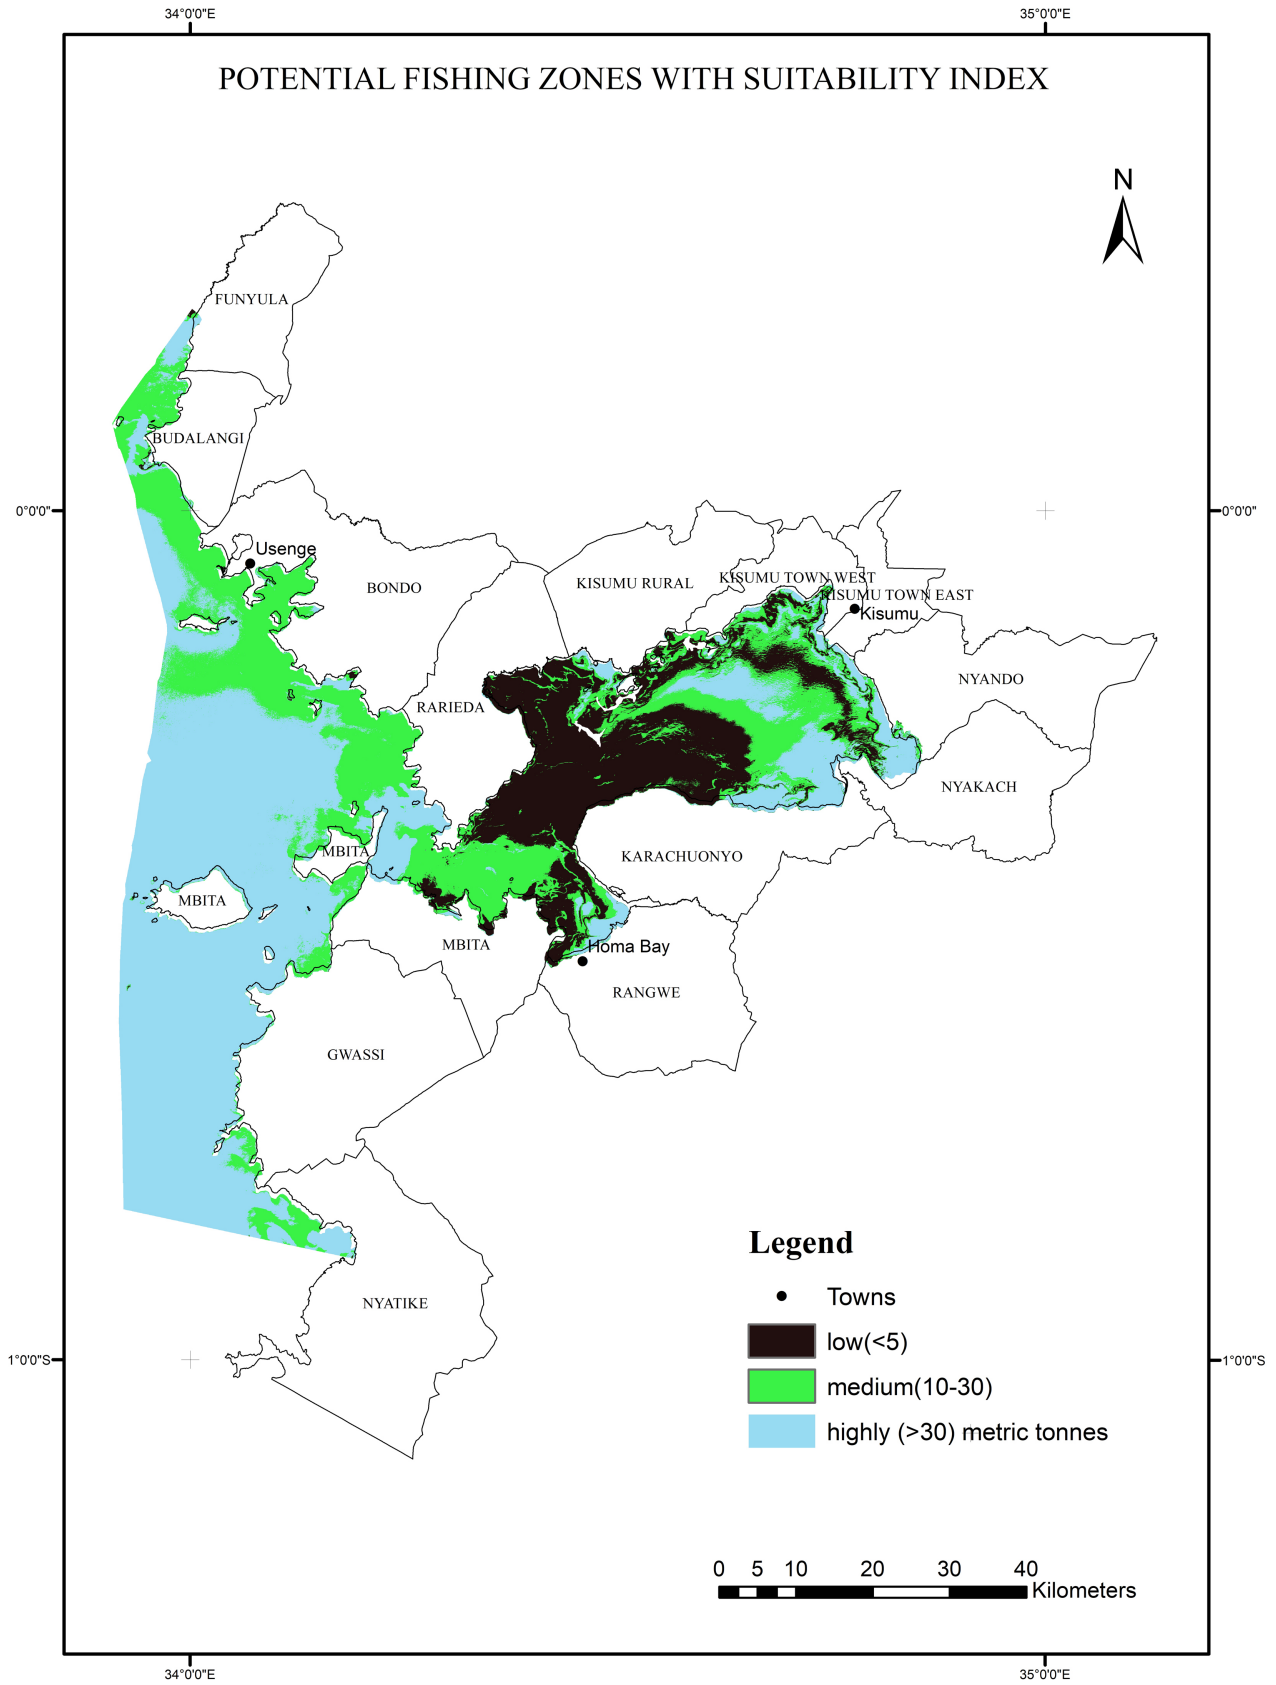 34°0'0"E
35°0'0"E
POTENTIAL FISHING ZONES WITH SUITABILITY INDEX
N
FUNYULA
BUDALANGI
0°0'0"
0°0'0"
Usenge
BONDO
KISUMU RURAL
KISUMU TOWN WEST
KISUMU TOWN EAST
Kisumu
NYANDO
RARIEDA
NYAKACH
MBITA
KARACHUONYO
MBITA
MBITA
Homa Bay
RANGWE
GWASSI
Legend
NYATIKE
Towns
low(<5)
medium(10-30)
highly (>30) metric tonnes
1°0'0"S
1°0'0"S
0 5 10 20 30 40
Kilometers
34°0'0"E
35°0'0"E